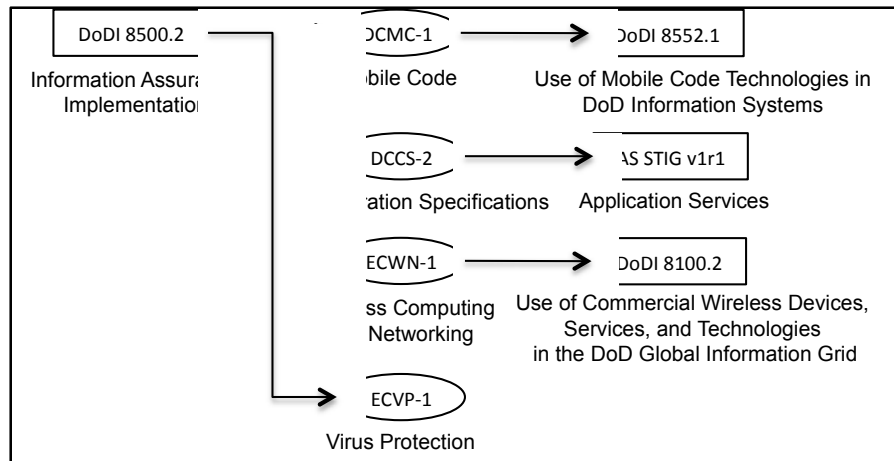 DoDI 8500.2
Information Assura
Implementation
DCMC-1
bile Code
DoDI 8552.1
Use of Mobile Code Technologies in
DoD Information Systems
DCCS-2
ration Specifications
AS STIG v1r1
Application Services
ECWN-1
ss Computing
Networking
DoDI 8100.2
Use of Commercial Wireless Devices,
Services, and Technologies
in the DoD Global Information Grid
ECVP-1
Virus Protection